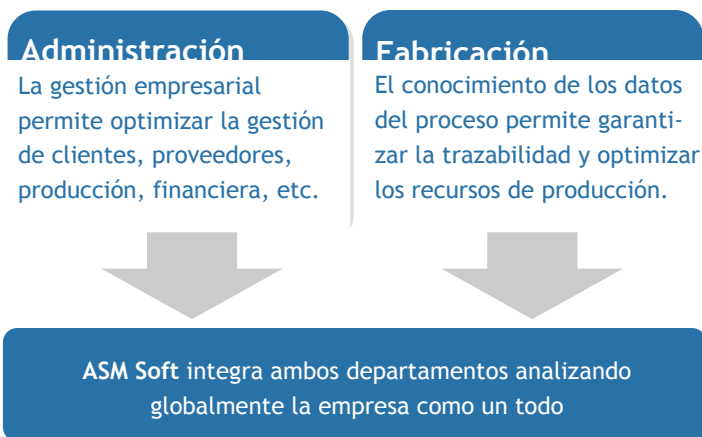 Administración
La gestión empresarial
permite optimizar la gestión
de clientes, proveedores,
producción, financiera, etc.
Fabricación
El conocimiento de los datos
del proceso permite garanti-
zar la trazabilidad y optimizar
los recursos de producción.
ASM Soft integra ambos departamentos analizando
globalmente la empresa como un todo